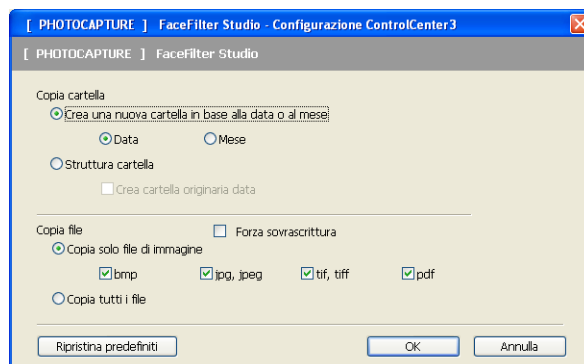 [ PHOTOCAPTURE ] FaceFilter Studio - Configurazione ControlCenter3
[ PHOTOCAPTURE ] FaceFilter Studio
Copia cartella
Crea una nuova cartella in base alla data o al mese
Data Mese
Struttura cartella
Crea cartella originaria data
Copia file Forza sovrascrittura
Copia solo file di immagine
bmp jpg, jpeg tif, tiff pdf
Copia tutti i file
Ripristina predefiniti OK Annulla